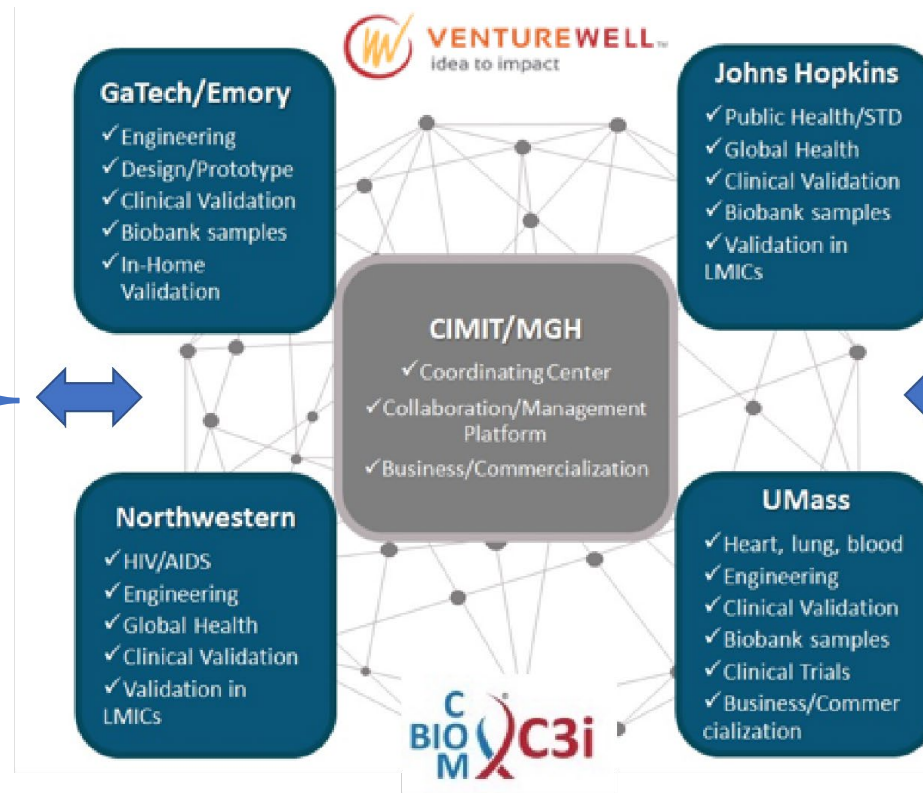 VENTUREWELL™
idea to impact
GaTech/Emory
✓Engineering
✓Design/Prototype
✓Clinical Validation
✓Biobank samples
✓In-Home
Validation
Johns Hopkins
✓Public Health/STD
✓Global Health
✓Clinical Validation
✓Biobank samples
✓Validation in
LMICs
CIMIT/MGH
✓Coordinating Center
✓Collaboration/Management
Platform
✓Business/Commercialization
Northwestern
✓HIV/AIDS
✓Engineering
✓Global Health
✓Clinical Validation
✓Validation in
LMICs
UMass
✓Heart, lung, blood
✓Engineering
✓Clinical Validation
✓Biobank samples
✓Clinical Trials
✓Business/Commer
cialization
C
BIO
M
C3i
®